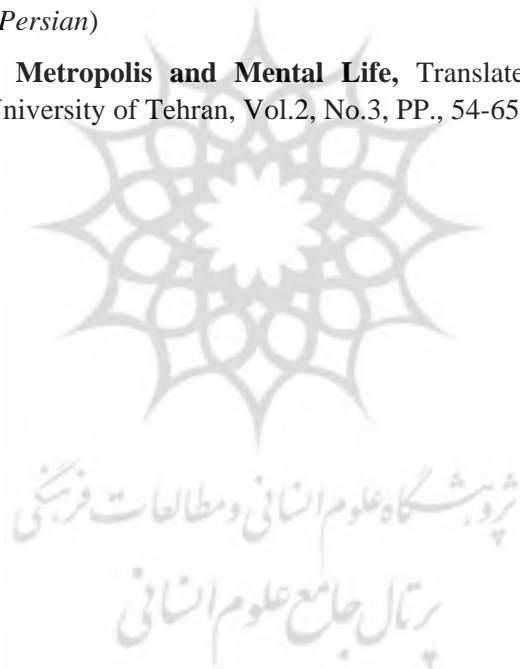 Persian)
Metropolis and Mental Life, Translate
University of Tehran, Vol.2, No.3, PP., 54-65
پژوهشگاه علوم انسانی و مطالعات فرهنگی
پرتال جامع علوم انسانی